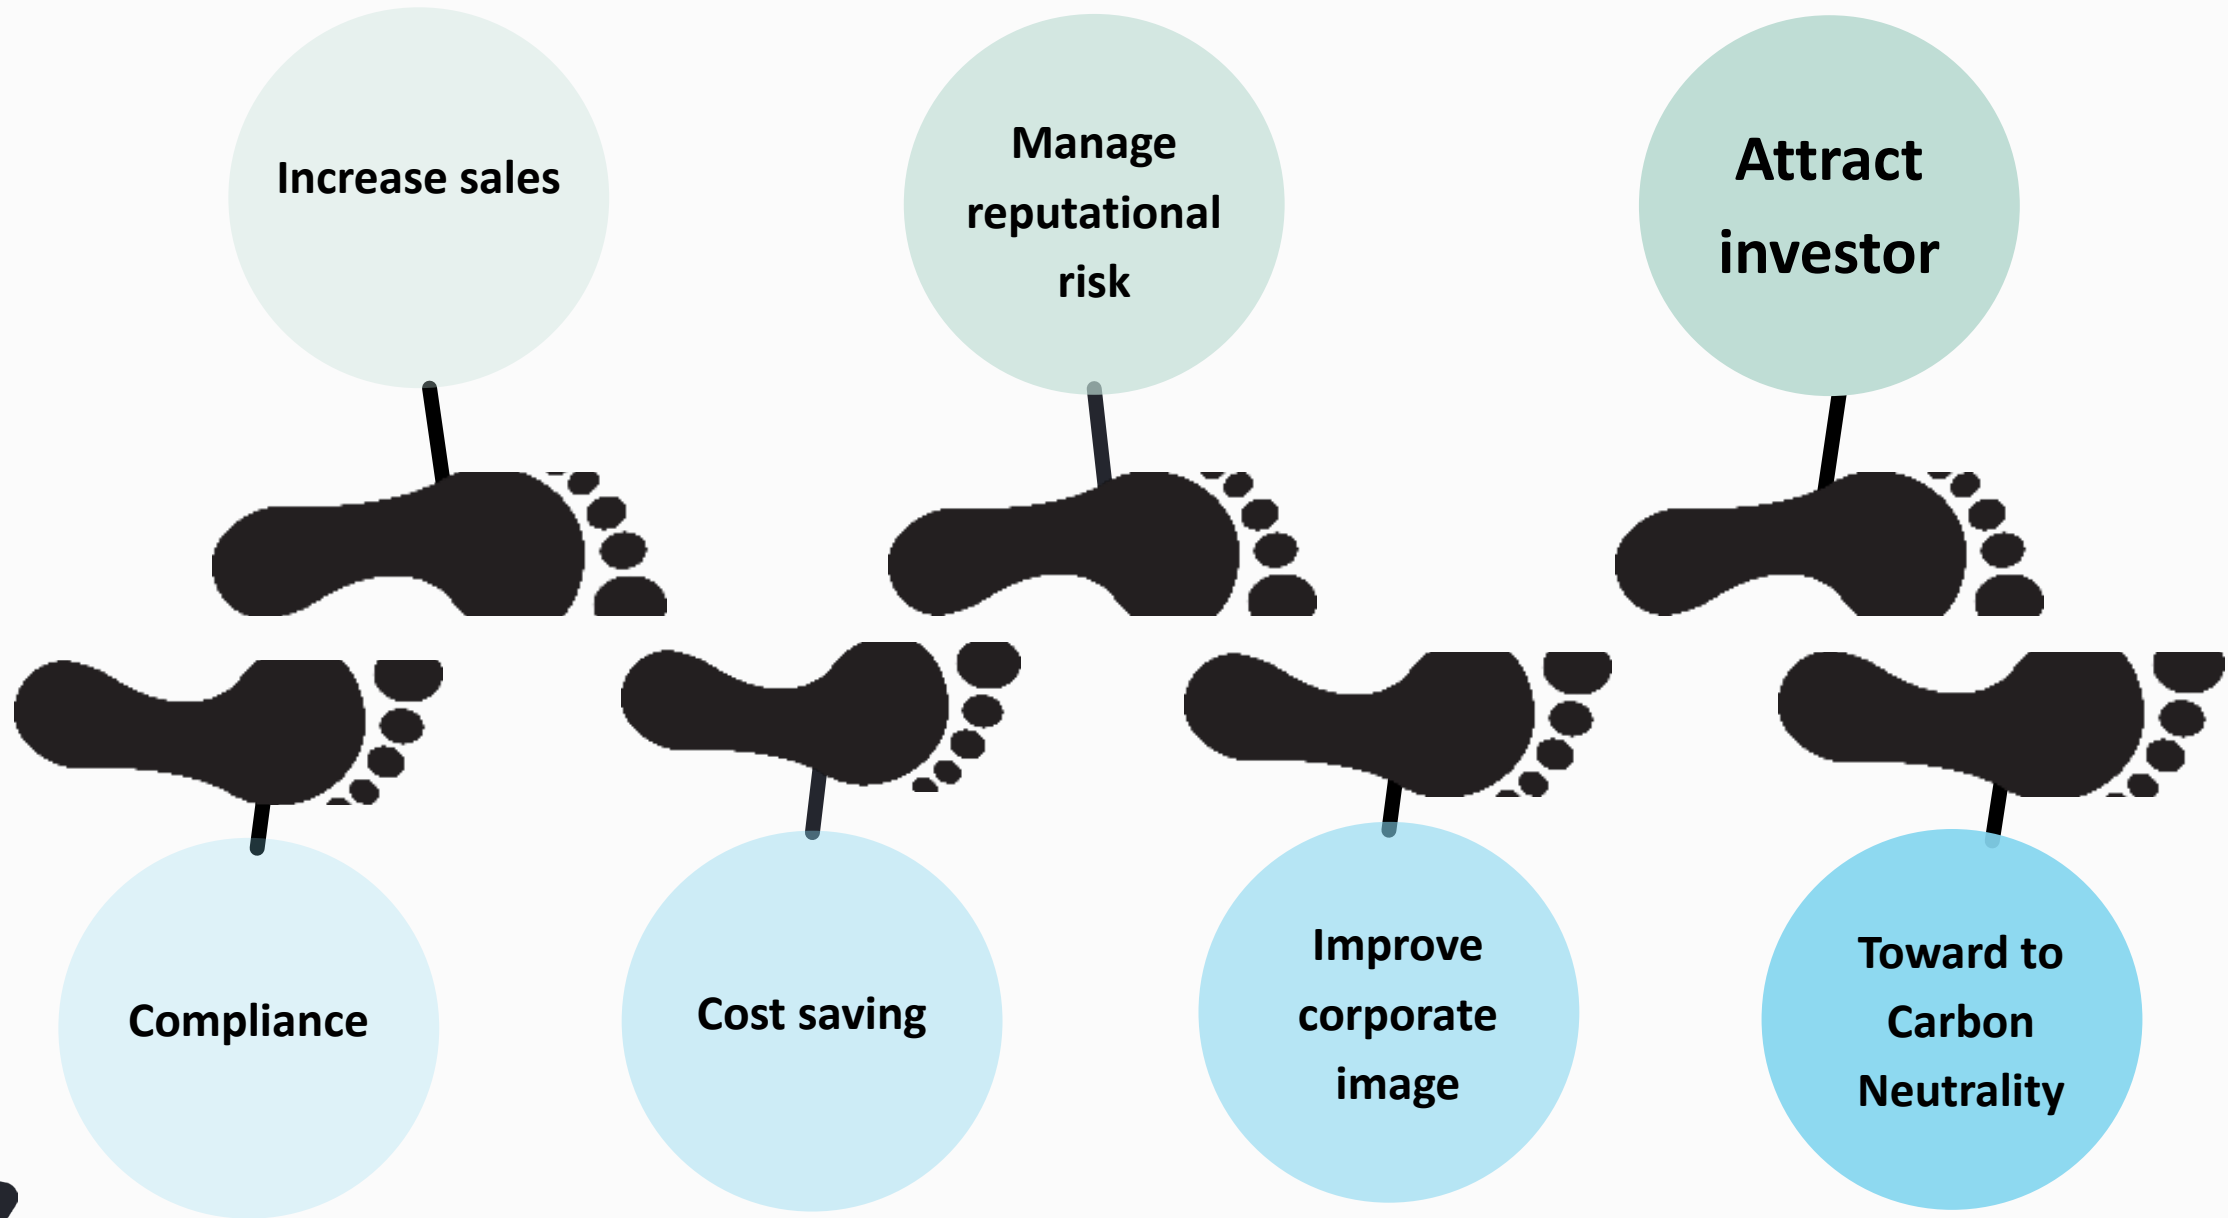 Increase sales
Manage
reputational
risk
Attract
investor
Compliance
Cost saving
Improve
corporate
image
Toward to
Carbon
Neutrality